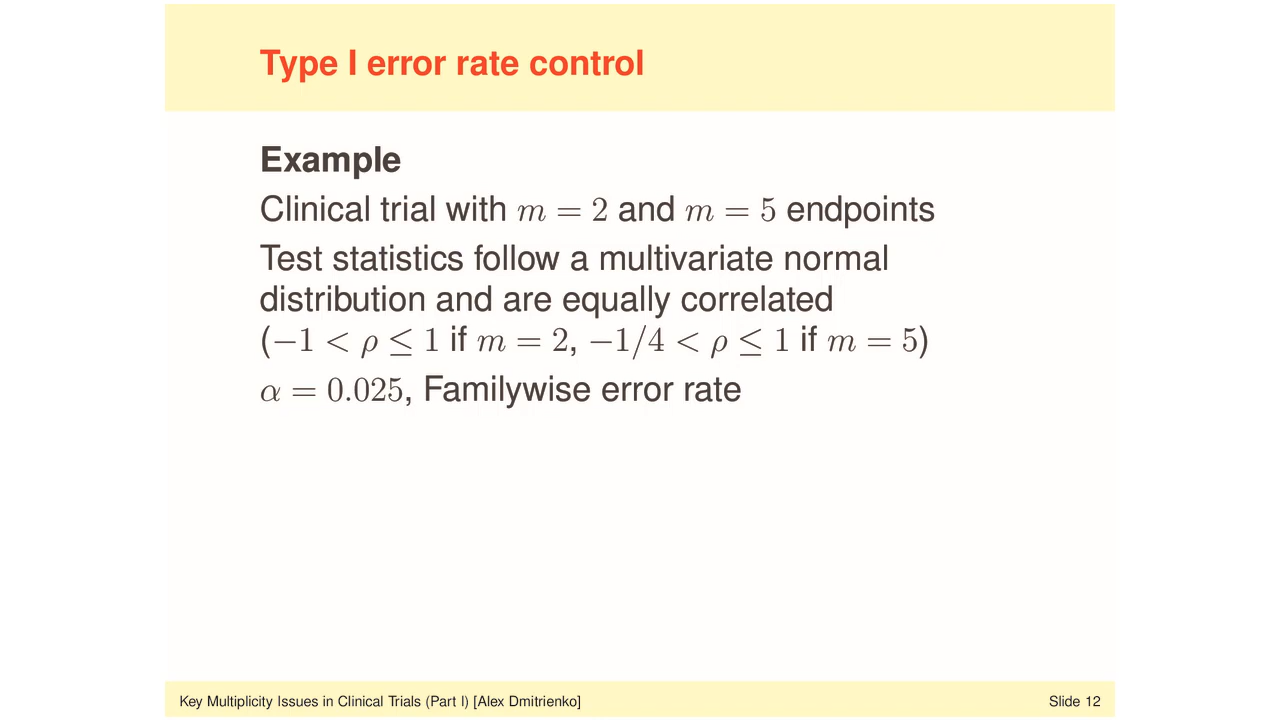 Type I error rate control
Example
Clinical trial with m = 2 and m = 5 endpoints
Test statistics follow a multivariate normal
distribution and are equally correlated
(−1 < ρ ≤ 1 if m = 2, −1/4 < ρ ≤ 1 if m = 5)
α = 0.025, Familywise error rate
Key Multiplicity Issues in Clinical Trials (Part I) [Alex Dmitrienko]
Slide 12